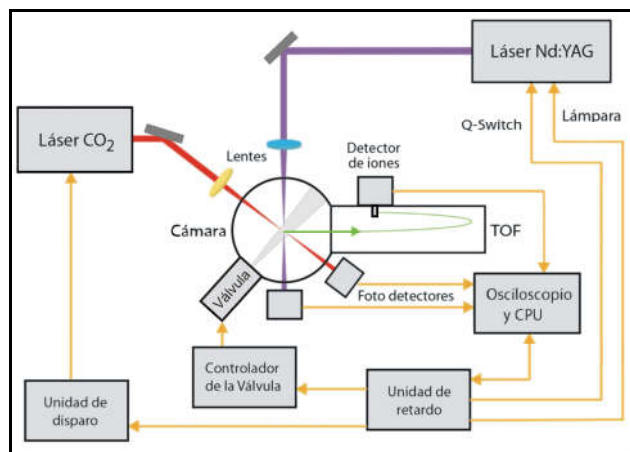 Láser Nd:YAG
Q-Switch
Lámpara
Láser CO2
Lentes
Detector
de iones
Cámara
TOF
Válvula
Foto detectores
Osciloscopio
y CPU
Controlador
de la Válvula
Unidad de
disparo
Unidad de
retardo